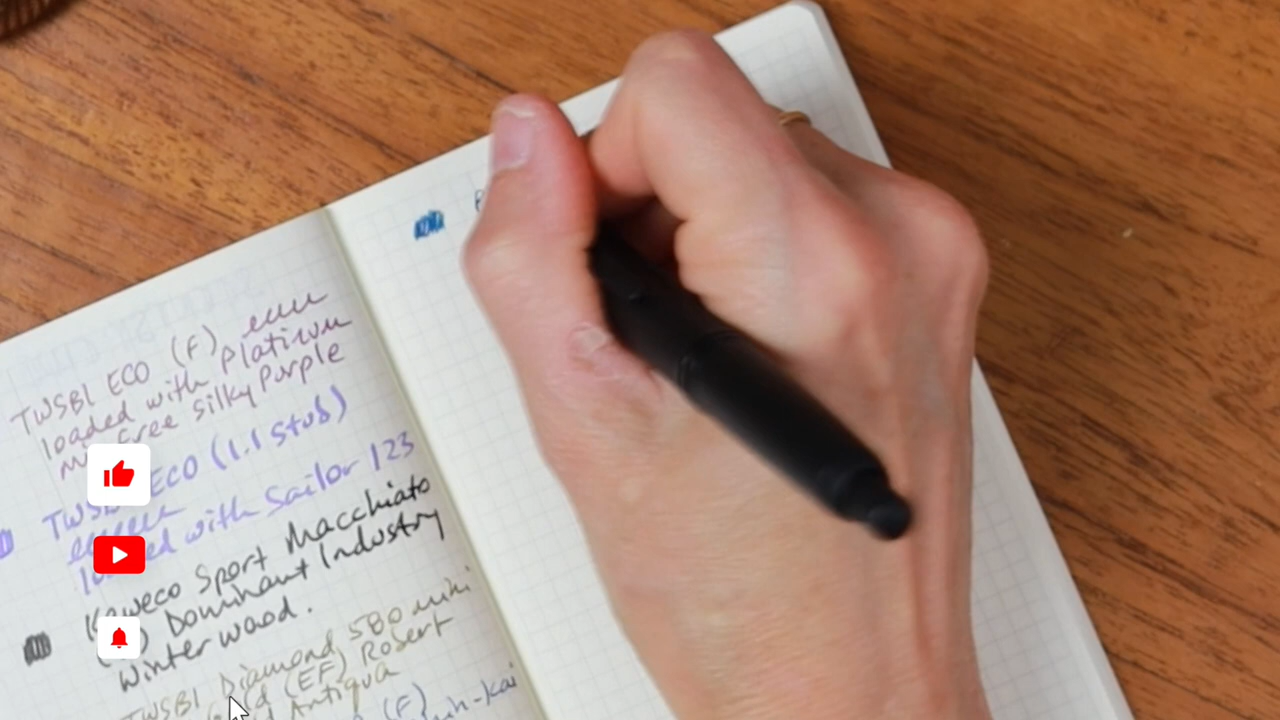 TWSBI ECO (F) eeee
loaded with Platinum
Free Silky Purple
ECO (1.1 Stub)
with Sailor 123
Kaweco Sport Macchiato
Dominant Industry
Winter wood.
TWSBI Diamond 580 mini
(EF) Robert
Antiqua
(F)